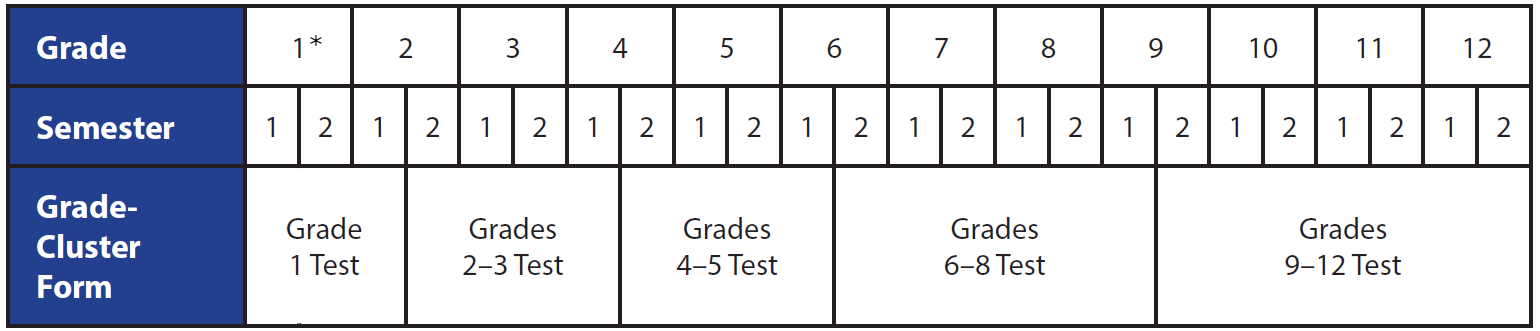 Grade 1* 2 3 4 5 6 7 8 9 10 11 12
Semester 1 2 1 2 1 2 1 2 1 2 1 2 1 2 1 2 1 2 1 2 1 2 1 2
Grade-
Cluster
Form
Grade
1 Test
Grades
2–3 Test
Grades
4–5 Test
Grades
6–8 Test
Grades
9–12 Test